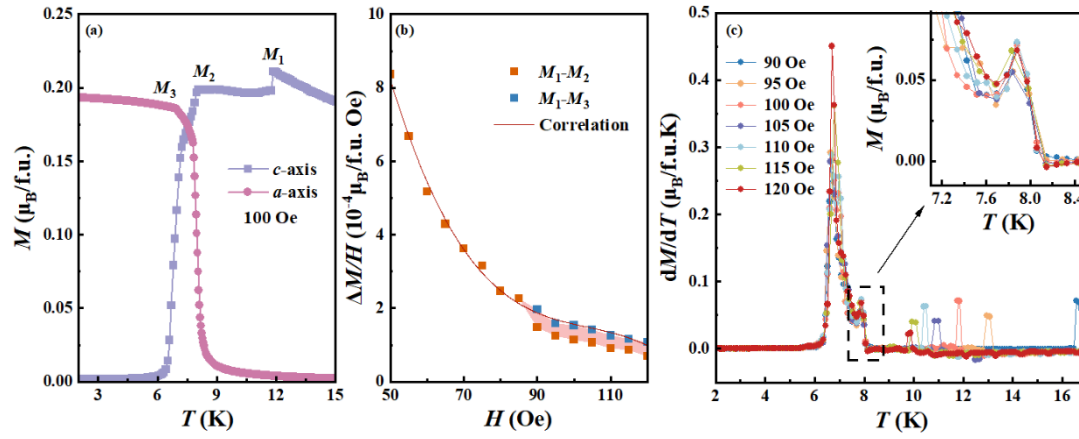 (a)
0.25
0.20
0.15
0.10
0.05
0.00
M (μB/f.u.)
M3
M2
M1
c-axis
a-axis
100 Oe
3
6
9
12
15
T (K)
(b)
10
8
6
4
2
0
ΔM/H (10⁻⁴μB/f.u. Oe)
M1-M2
M1-M3
Correlation
50
70
90
110
H (Oe)
(c)
0.5
0.4
0.3
0.2
0.1
0.0
dM/dT (μB/f.u.K)
90 Oe
95 Oe
100 Oe
105 Oe
110 Oe
115 Oe
120 Oe
2
4
6
8
10
12
14
16
T (K)
M (μB/f.u.)
0.05
0.00
7.2
7.6
8.0
8.4
T (K)